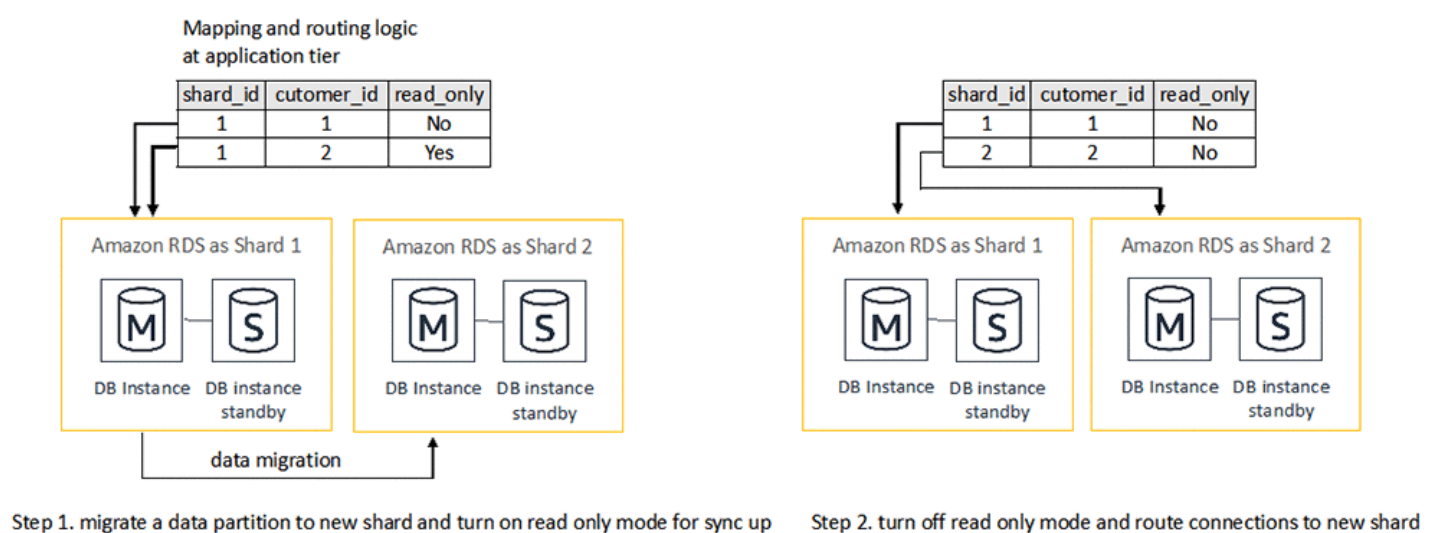 Mapping and routing logic
at application tier
shard_id cutomer_id read_only
1 1 No
1 2 Yes
Amazon RDS as Shard 1
M S
DB Instance DB instance
standby
Amazon RDS as Shard 2
M S
DB Instance DB instance
standby
data migration
Step 1. migrate a data partition to new shard and turn on read only mode for sync up
shard_id cutomer_id read_only
1 1 No
2 2 No
Amazon RDS as Shard 1
M S
DB Instance DB instance
standby
Amazon RDS as Shard 2
M S
DB Instance DB instance
standby
Step 2. turn off read only mode and route connections to new shard